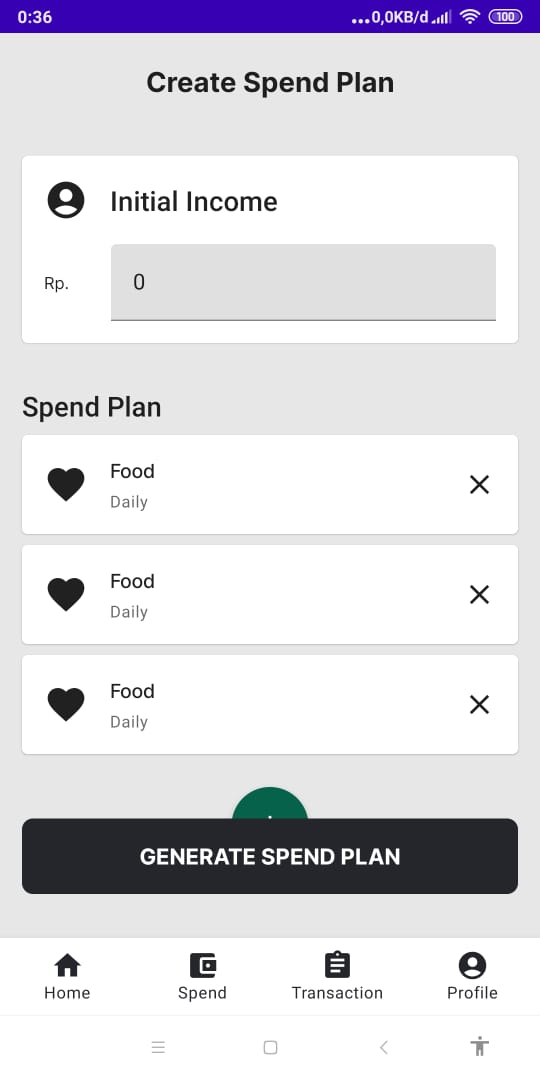 0:36
...0,0KB/d
100
Create Spend Plan
Initial Income
Rp.
0
Spend Plan
Food
Daily
Food
Daily
Food
Daily
GENERATE SPEND PLAN
Home
Spend
Transaction
Profile